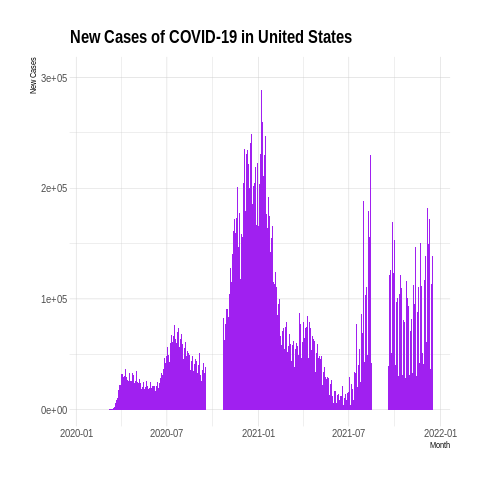 New Cases of COVID-19 in United States
New Cases
3e+05
2e+05
1e+05
0e+00
2020-01 2020-07 2021-01 2021-07 2022-01
Month